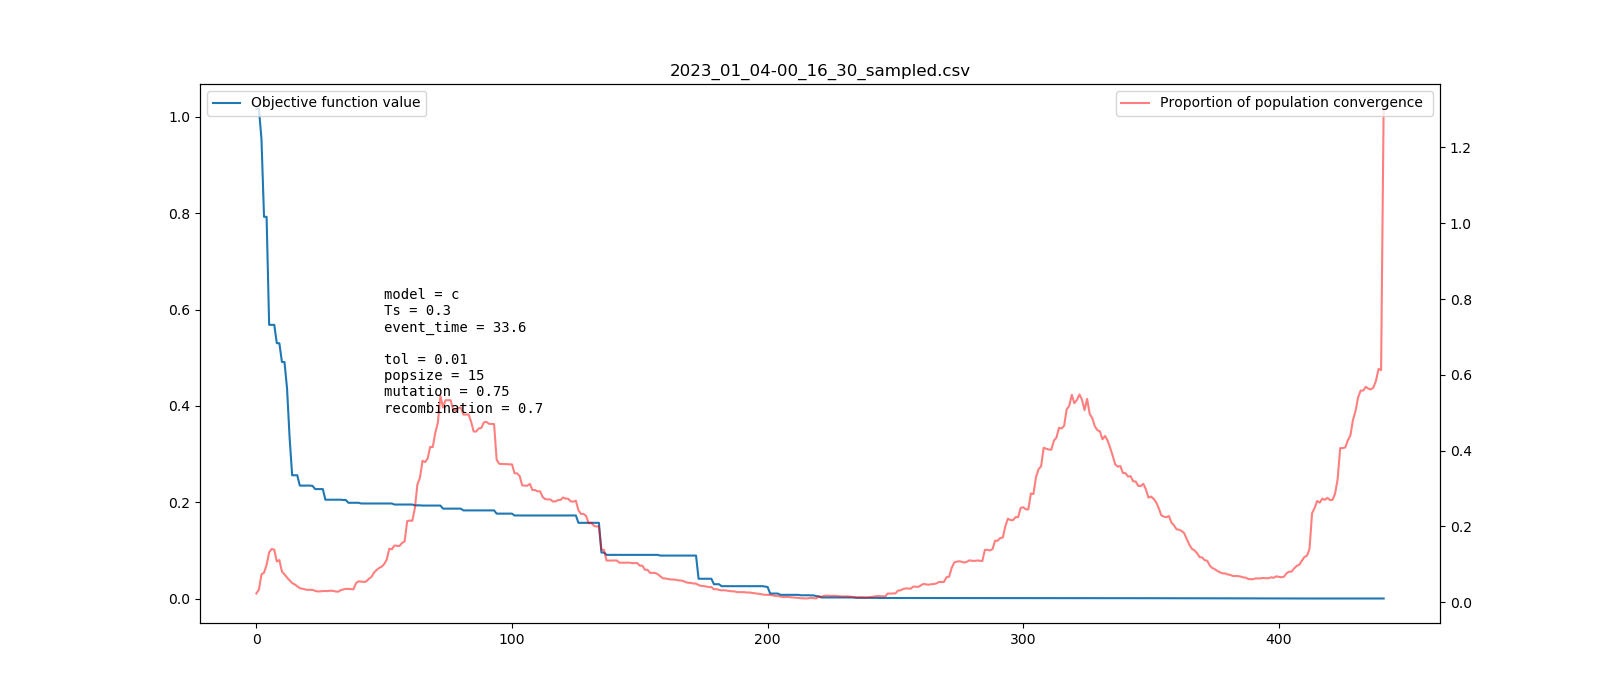 2023_01_04-00_16_30_sampled.csv
Objective function value
Proportion of population convergence
1.0
0.8
0.6
0.4
0.2
0.0
model = c
Ts = 0.3
event_time = 33.6
tol = 0.01
popsize = 15
mutation = 0.75
recombination = 0.7
1.2
1.0
0.8
0.6
0.4
0.2
0.0
0 100 200 300 400